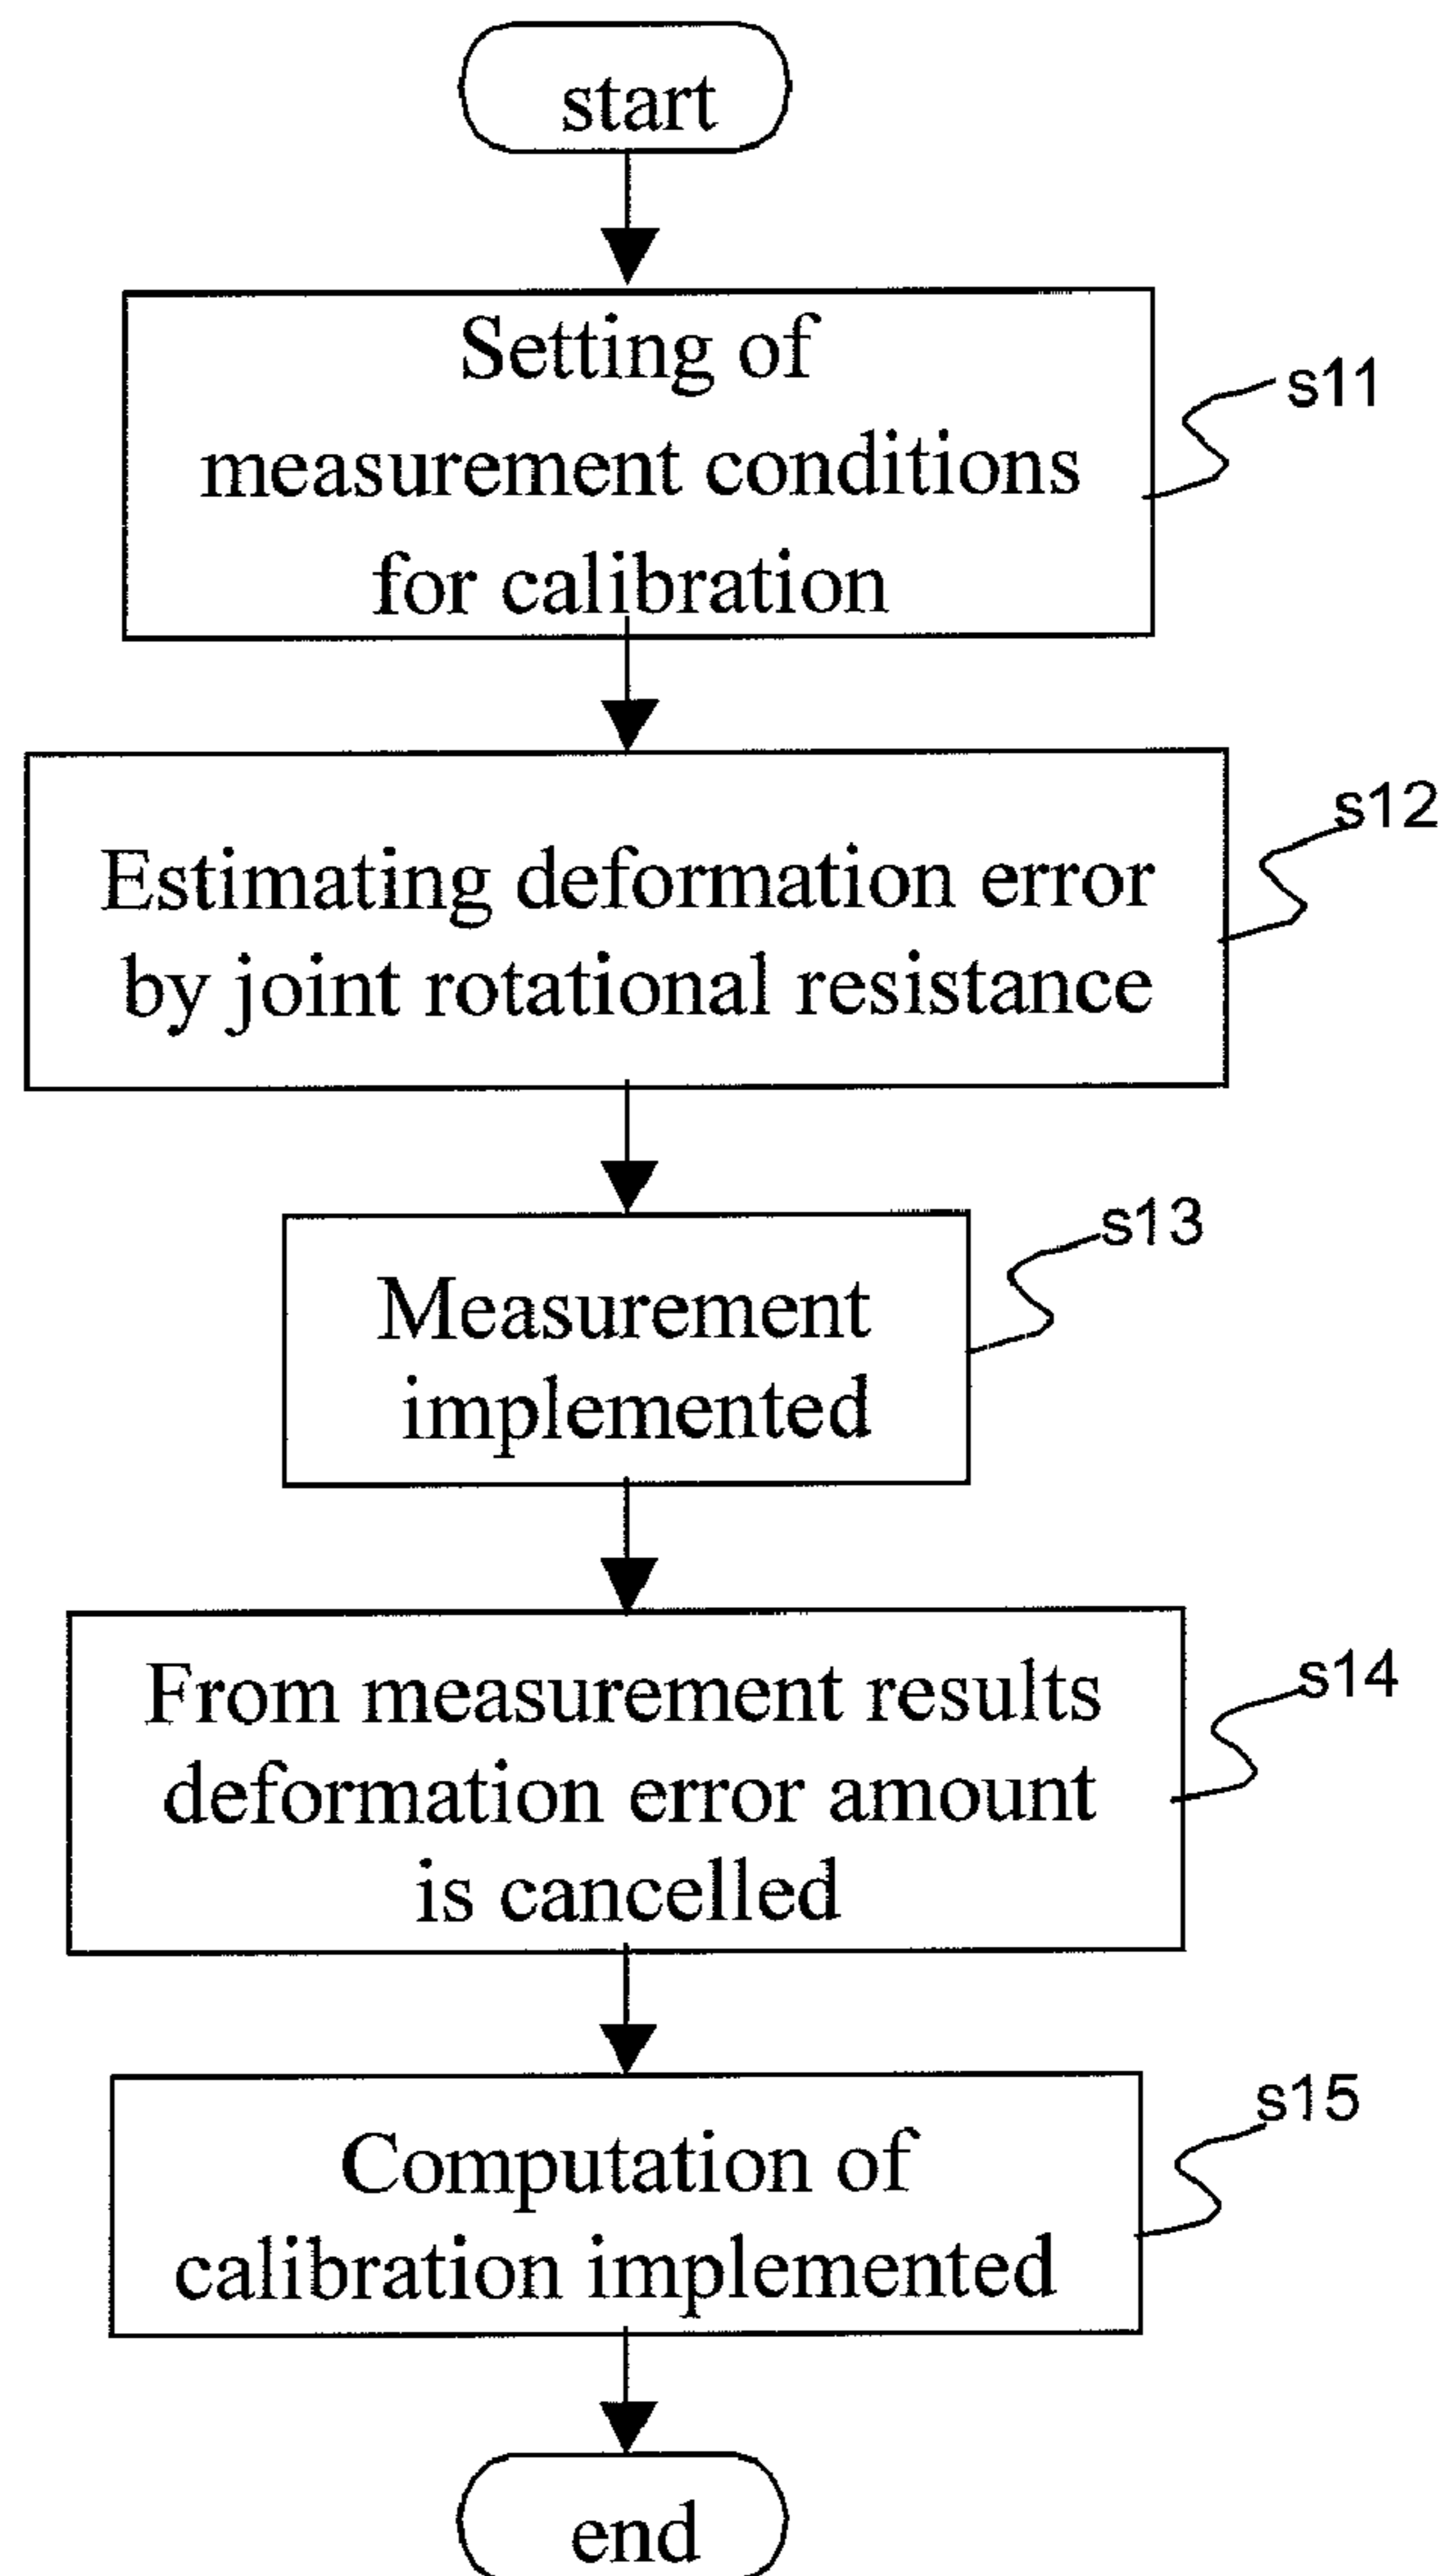 start
Setting of
measurement conditions
for calibration
s11
Estimating deformation error
by joint rotational resistance
s12
Measurement
implemented
s13
From measurement results
deformation error amount
is cancelled
s14
Computation of
calibration implemented
s15
end